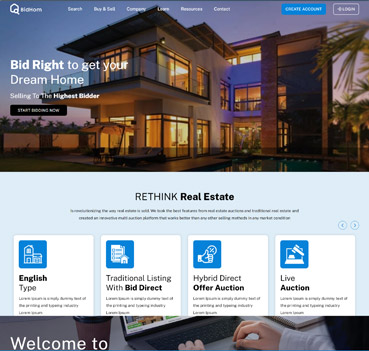 BidHom
Search Buy & Sell Company Learn Resources Contact CREATE ACCOUNT LOGIN
Bid Right to get your
Dream Home
Selling To The Highest Bidder
START BIDDING NOW
RETHINK Real Estate
is revolutionizing the way real estate is sold. We took the best features from real estate auctions and traditional real estate and
created an innovative multi-auction platform that works better than any other selling methods in any market condition
English
Type
Lorem Ipsum is simply dummy text of
the printing and typesetting industry
Lorem Ipsum
Traditional Listing
With Bid Direct
Lorem Ipsum is simply dummy text of
the printing and typesetting industry
Lorem Ipsum
Hybrid Direct
Offer Auction
Lorem Ipsum is simply dummy text of
the printing and typesetting industry
Lorem Ipsum
Live
Auction
Lorem Ipsum is simply dummy text of
the printing and typesetting industry
Lorem Ipsum
Welcome to